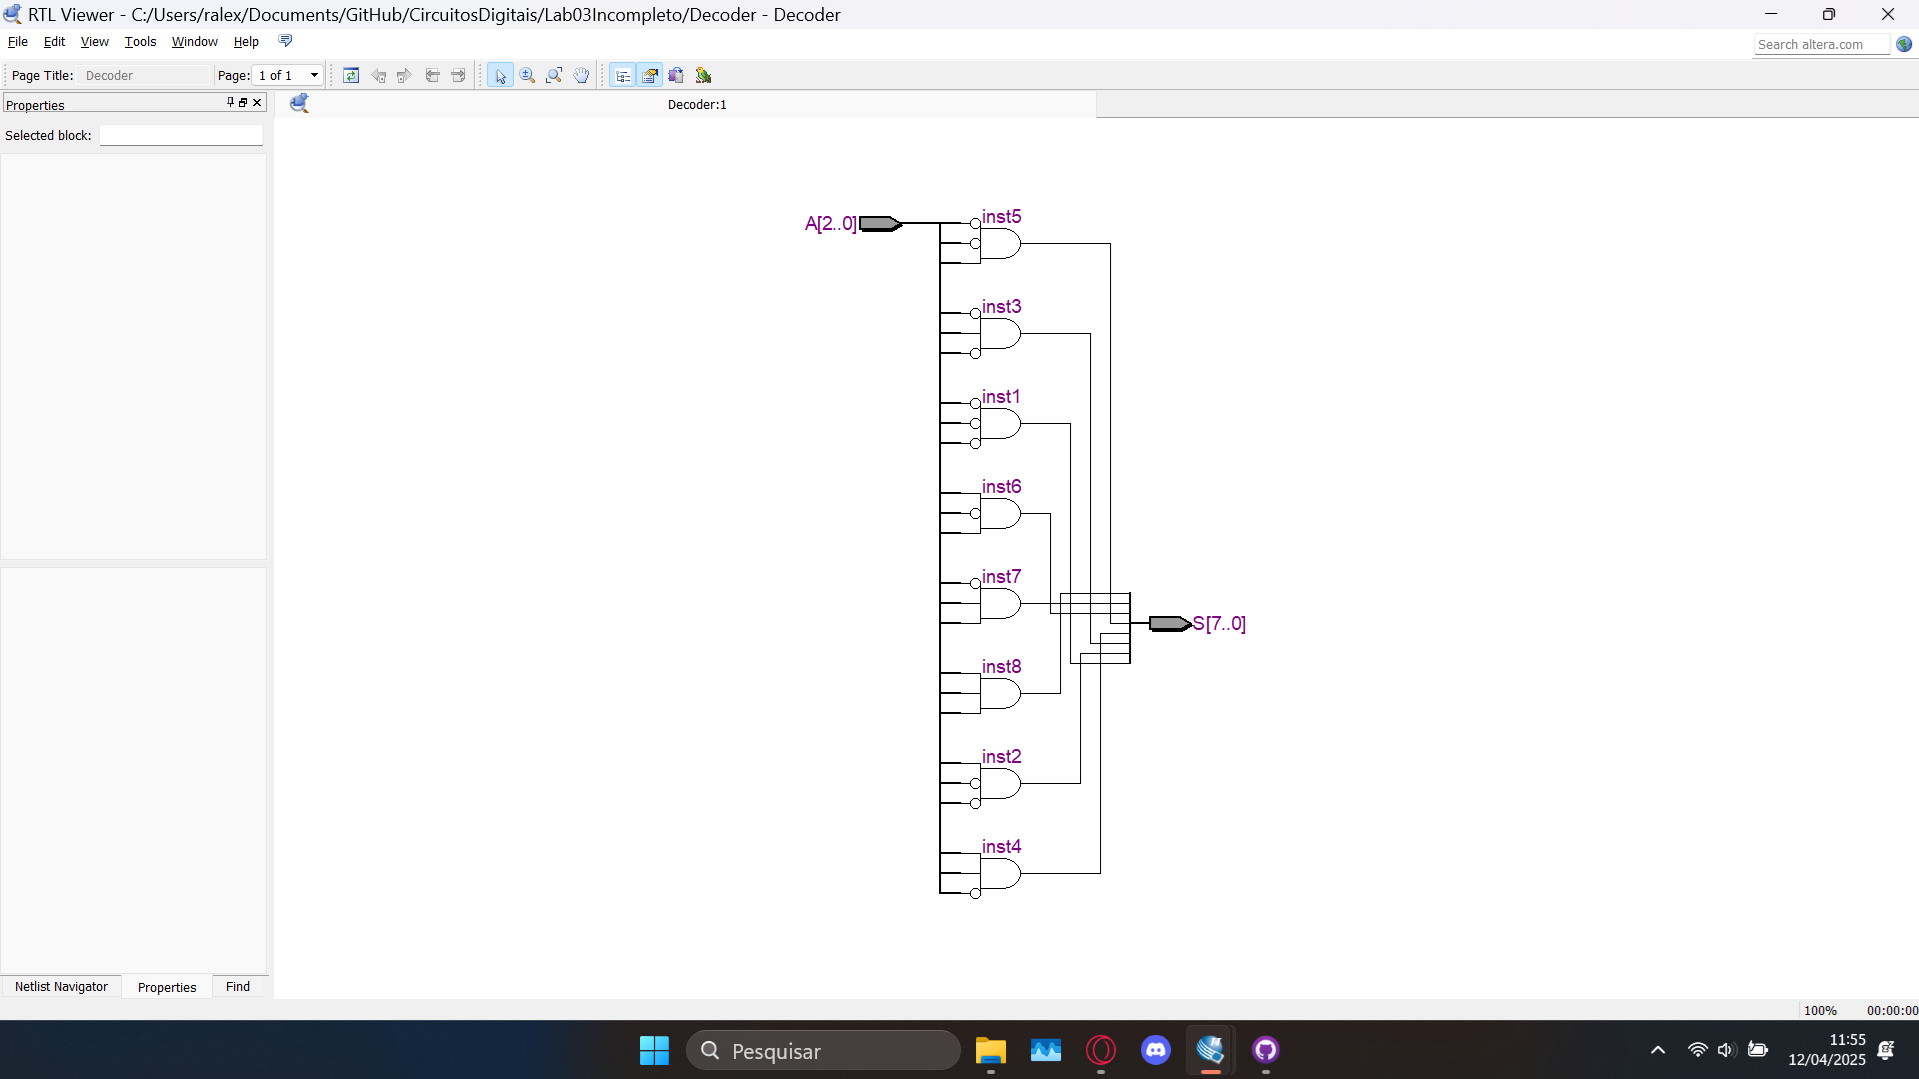 RTL Viewer - C:/Users/ralex/Documents/GitHub/CircuitosDigitais/Lab03Incompleto/Decoder - Decoder
File Edit View Tools Window Help
Search altera.com
Page Title: Decoder Page: 1 of 1
Properties
Decoder:1
Selected block:
A[2..0]
inst5
inst3
inst1
inst6
inst7
S[7..0]
inst8
inst2
inst4
Netlist Navigator Properties Find
100% 00:00:00
Pesquisar
11:55
12/04/2025